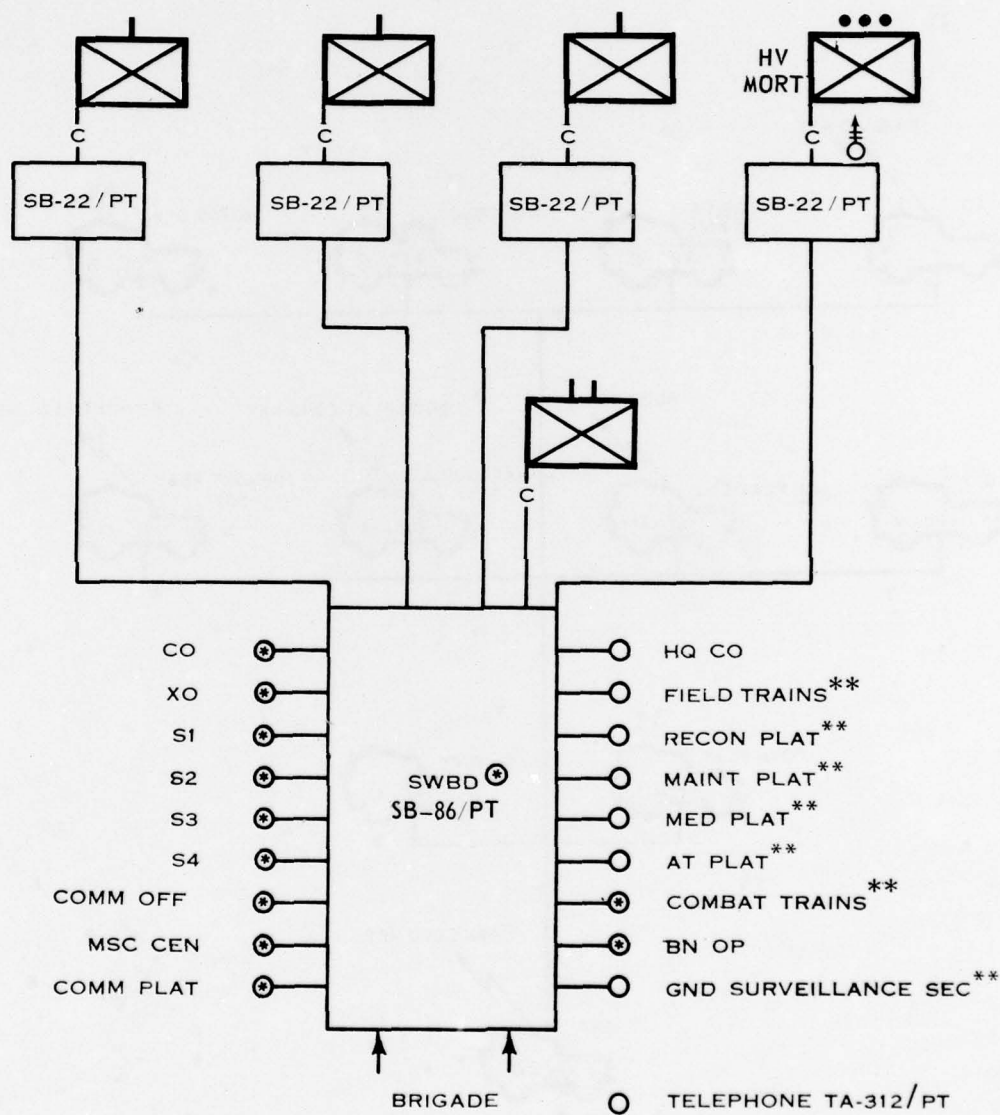 HV
MORT
C C C C
SB-22/PT SB-22/PT SB-22/PT SB-22/PT
C
CO HQ CO
XO FIELD TRAINS**
S1 RECON PLAT**
S2 MAINT PLAT**
SWBD *
SB-86/PT
S3 MED PLAT**
S4 AT PLAT**
COMM OFF COMBAT TRAINS**
MSC CEN BN OP
COMM PLAT GND SURVEILLANCE SEC**
BRIGADE TELEPHONE TA-312/PT